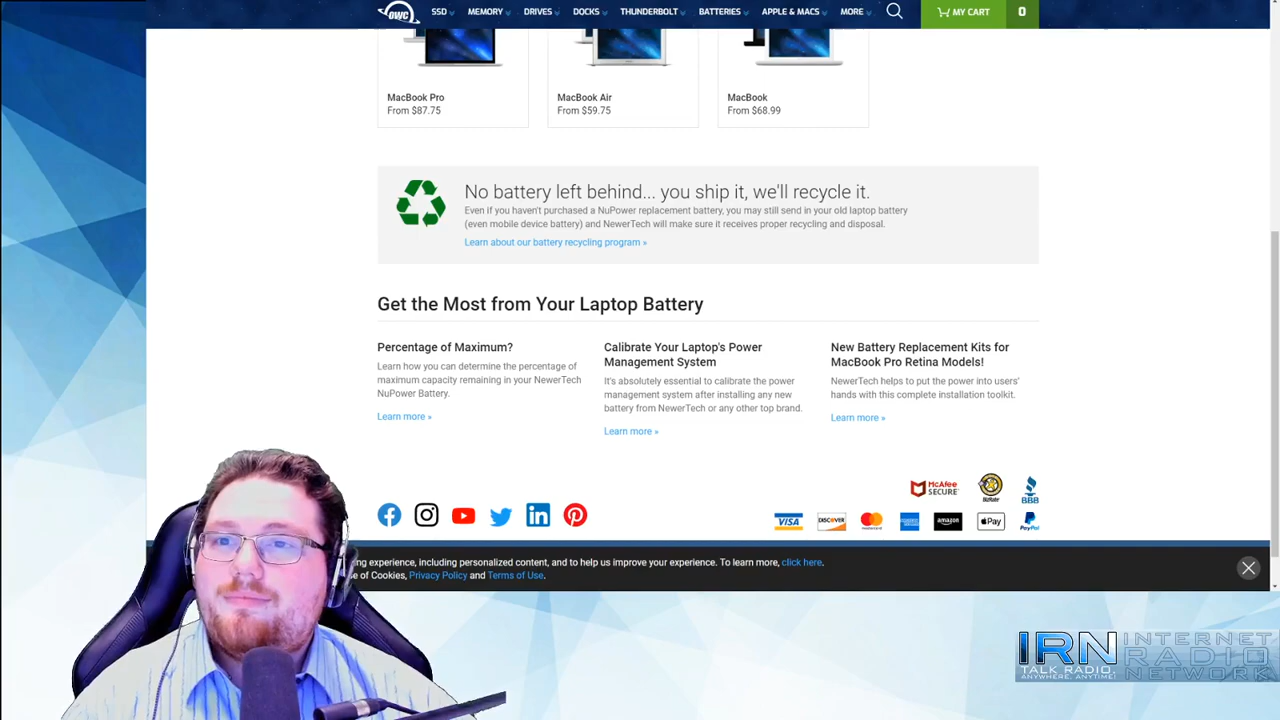 OWC
SSD MEMORY DRIVES DOCKS THUNDERBOLT BATTERIES APPLE & MACS MORE MY CART 0
MacBook Pro
From $87.75
MacBook Air
From $59.75
MacBook
From $68.99
No battery left behind... you ship it, we'll recycle it.
Even if you haven't purchased a NuPower replacement battery, you may still send in your old laptop battery
(even mobile device battery) and NewerTech will make sure it receives proper recycling and disposal.
Learn about our battery recycling program »
Get the Most from Your Laptop Battery
Percentage of Maximum?
Learn how you can determine the percentage of
maximum capacity remaining in your NewerTech
NuPower Battery.
Learn more »
Calibrate Your Laptop's Power
Management System
It's absolutely essential to calibrate the power
management system after installing any new
battery from NewerTech or any other top brand.
Learn more »
New Battery Replacement Kits for
MacBook Pro Retina Models!
NewerTech helps to put the power into users'
hands with this complete installation toolkit.
Learn more »
McAfee
SECURE
BizRate
BBB
VISA DISCOVER mastercard amazon Pay PayPal
ng experience, including personalized content, and to help us improve your experience. To learn more, click here.
se of Cookies, Privacy Policy and Terms of Use.
IRN
TALK RADIO
ANYWHERE, ANYTIME!
INTERNET
RADIO
NETWORK